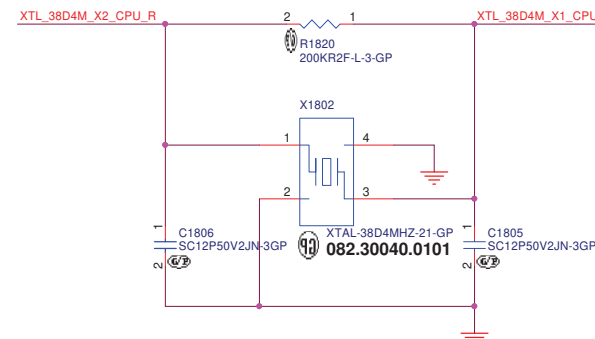 XTL_38D4M_X2_CPU_R
2
1
XTL_38D4M_X1_CPU
R1820
200KR2F-L-3-GP
X1802
1
4
2
3
C1806
SC12P50V2JN-3GP
1
2
G/P
XTAL-38D4MHZ-21-GP
082.30040.0101
C1805
SC12P50V2JN-3GP
1
2
G/P